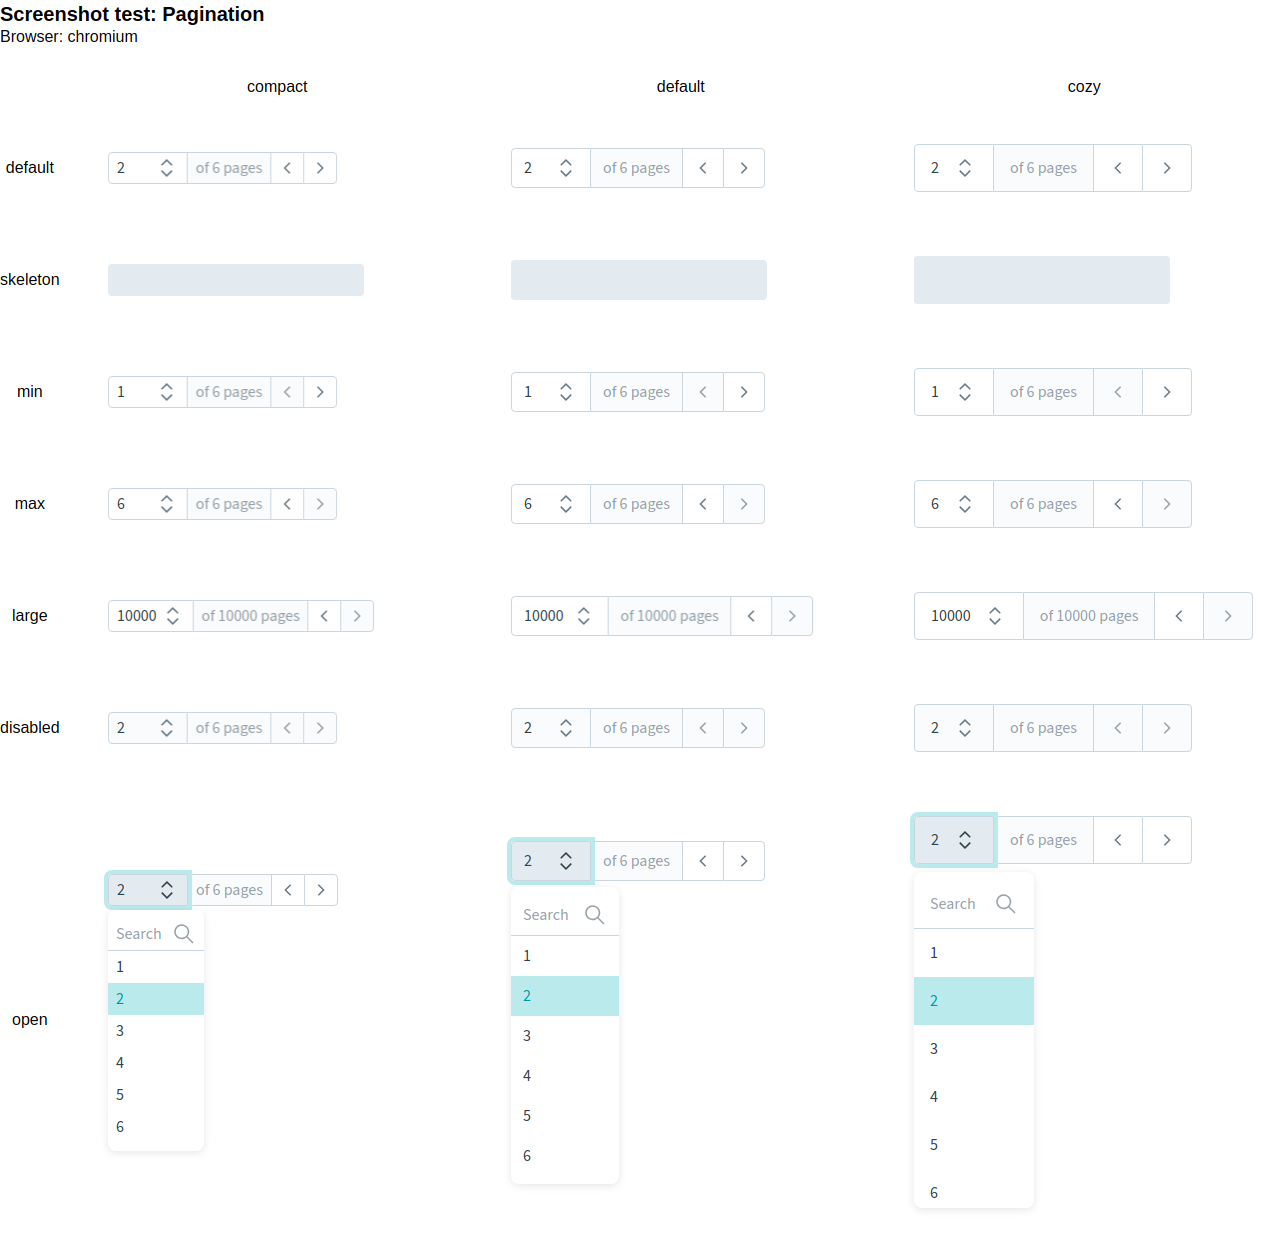 Screenshot test: Pagination
Browser: chromium
compact default cozy
default 2 of 6 pages 2 of 6 pages 2 of 6 pages
skeleton
min 1 of 6 pages 1 of 6 pages 1 of 6 pages
max 6 of 6 pages 6 of 6 pages 6 of 6 pages
large 10000 of 10000 pages 10000 of 10000 pages 10000 of 10000 pages
disabled 2 of 6 pages 2 of 6 pages 2 of 6 pages
open
2 of 6 pages
Search
1
2
3
4
5
6
2 of 6 pages
Search
1
2
3
4
5
6
2 of 6 pages
Search
1
2
3
4
5
6